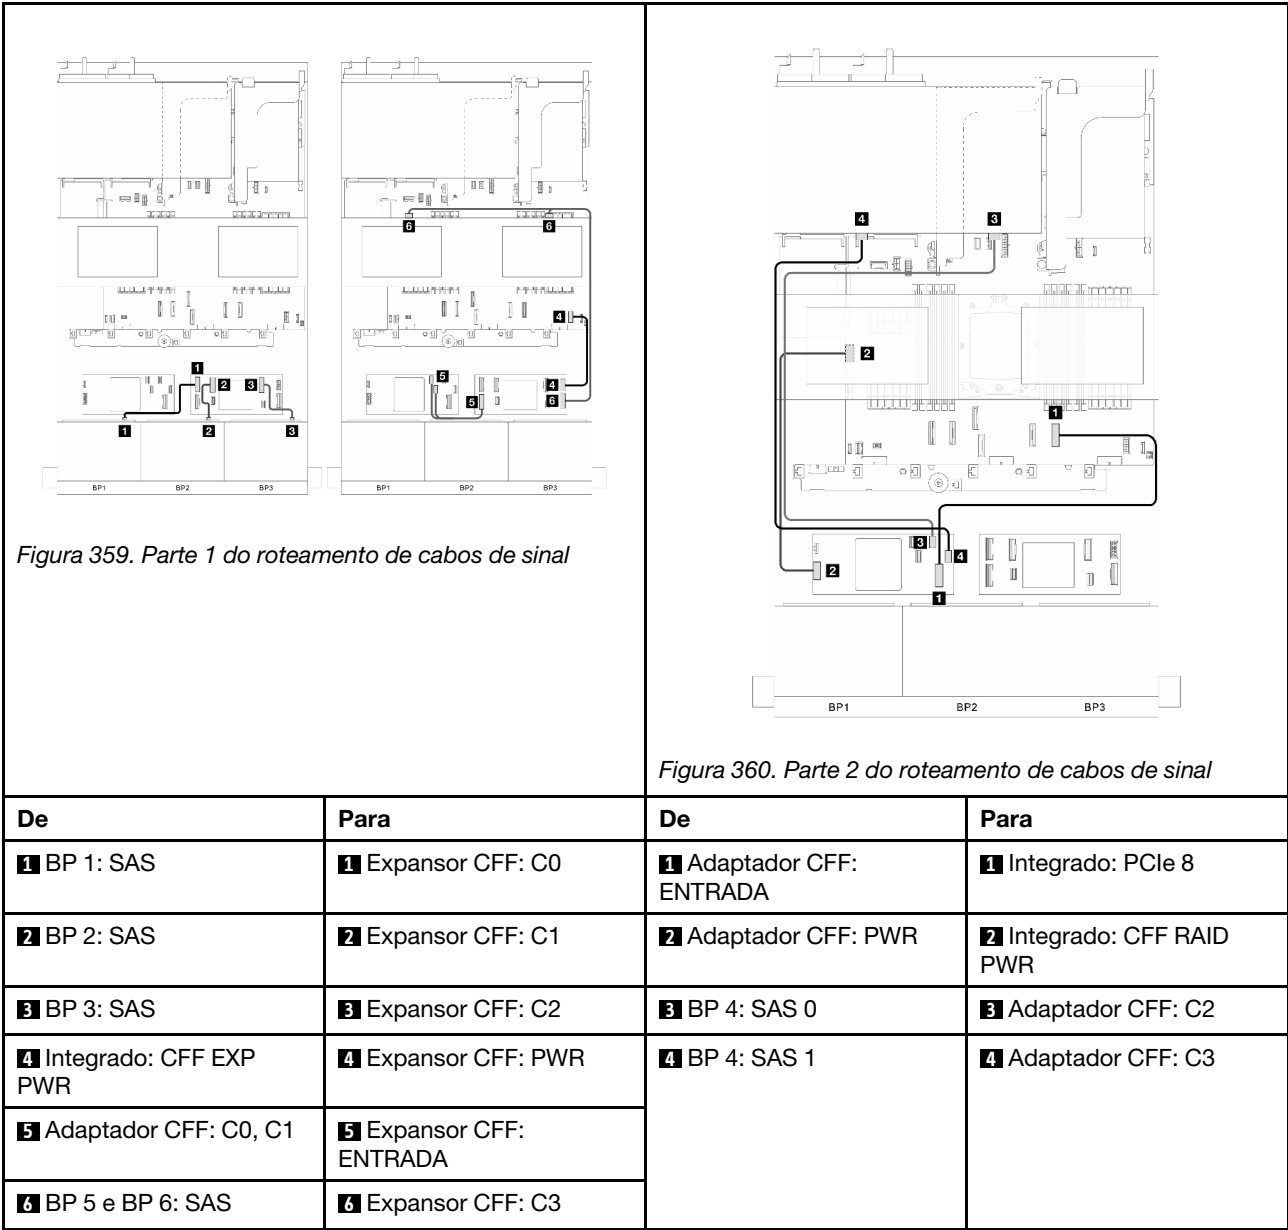 6 6
4
1 2 3 5 4
5 6
1 2 3
BP1 BP2 BP3 BP1 BP2 BP3
Figura 359. Parte 1 do roteamento de cabos de sinal
4 3
2
1
3 4
2
1
BP1 BP2 BP3
Figura 360. Parte 2 do roteamento de cabos de sinal
De Para De Para
1 BP 1: SAS
1 Expansor CFF: C0
1 Adaptador CFF:
ENTRADA
1 Integrado: PCIe 8
2 BP 2: SAS
2 Expansor CFF: C1
2 Adaptador CFF: PWR
2 Integrado: CFF RAID
PWR
3 BP 3: SAS
3 Expansor CFF: C2
3 BP 4: SAS 0
3 Adaptador CFF: C2
4 Integrado: CFF EXP
PWR
4 Expansor CFF: PWR
4 BP 4: SAS 1
4 Adaptador CFF: C3
5 Adaptador CFF: C0, C1
5 Expansor CFF:
ENTRADA
6 BP 5 e BP 6: SAS
6 Expansor CFF: C3